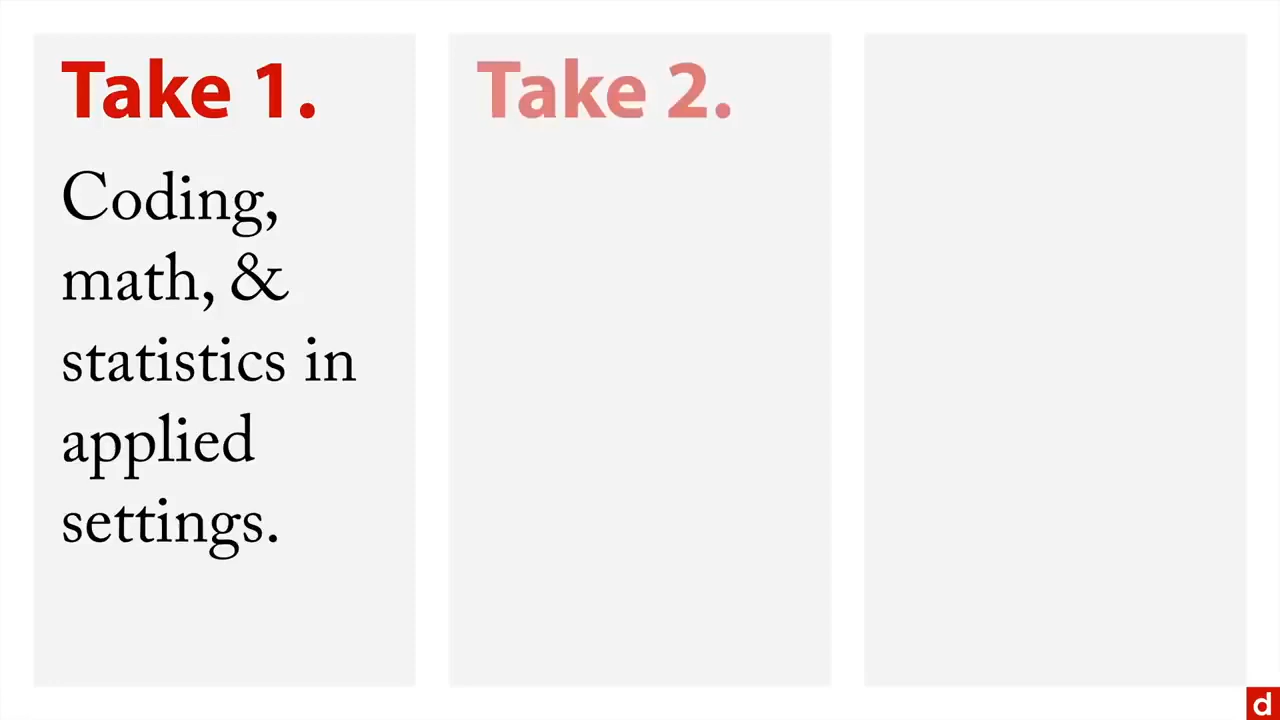 Take 1.
Coding,
math, &
statistics in
applied
settings.
Take 2.
d